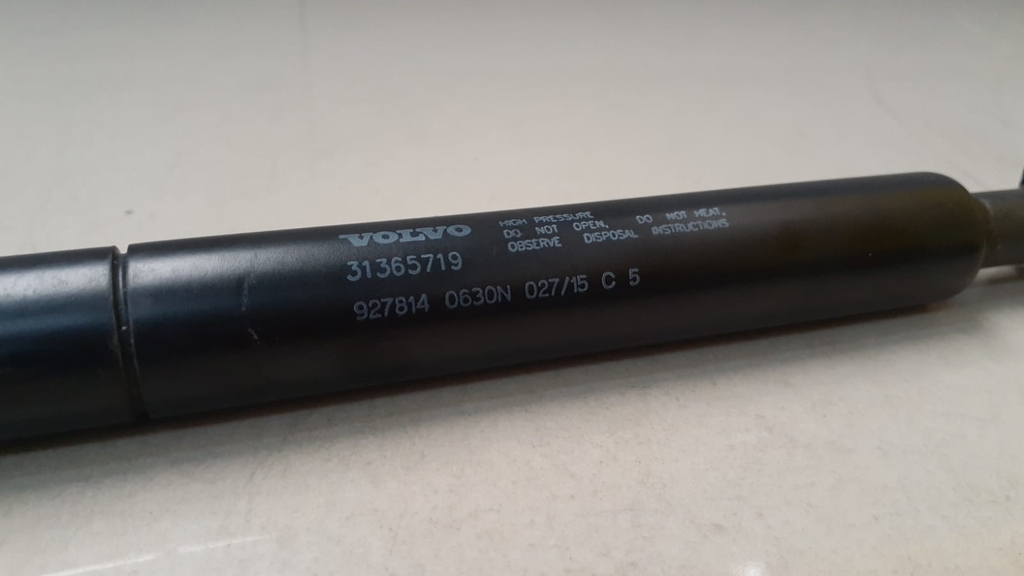 VOLVO
31365719
HIGH PRESSURE
DO NOT OPEN, DO NOT HEAT,
OBSERVE DISPOSAL INSTRUCTIONS
927814 0630N 027/15 C 5